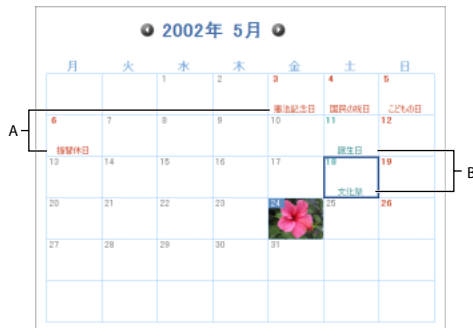 2002年 5月
月 火 水 木 金 土 日
1 2 3 4 5
憲法記念日 国民の祝日 こどもの日
A
6 7 8 9 10 11 12
振替休日 誕生日
13 14 15 16 17 18 19
B
文化祭
20 21 22 23 24 25 26
27 28 29 30 31